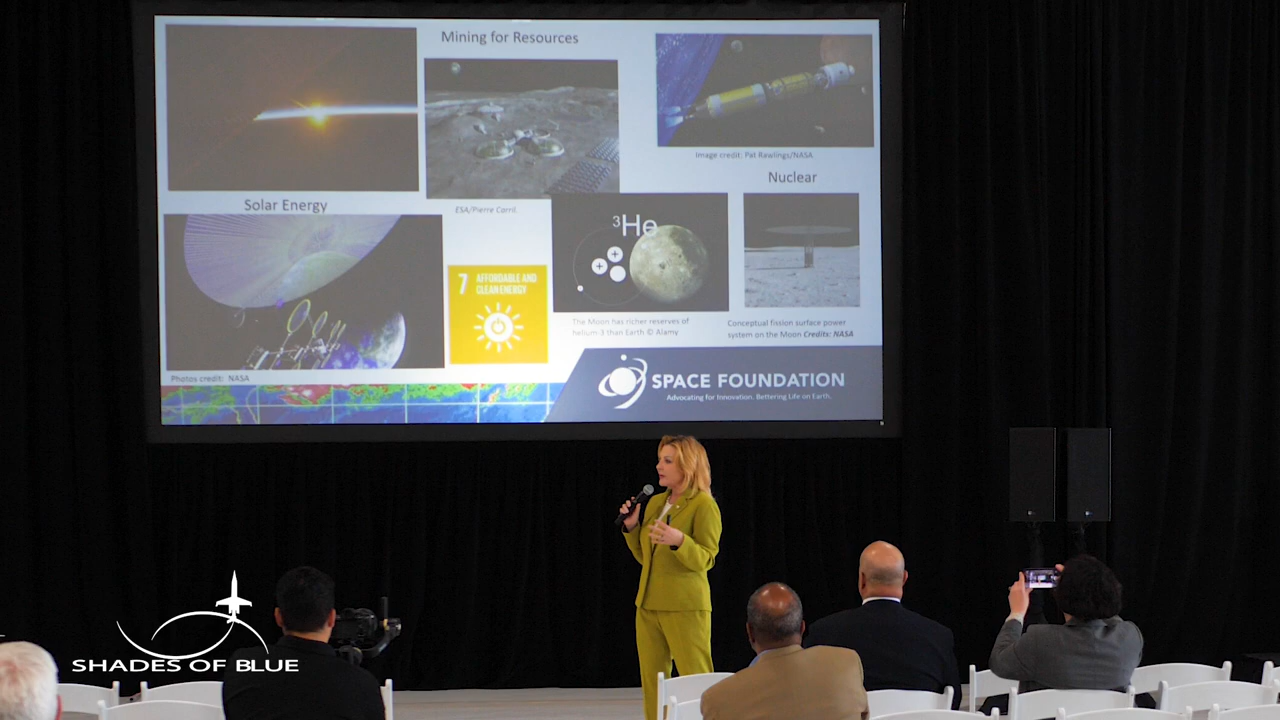 Mining for Resources
Image credit: Pat Rawlings/NASA
Nuclear
Solar Energy
ESA/Pierre Carril
3He
7 AFFORDABLE AND
CLEAN ENERGY
The Moon has richer reserves of
helium-3 than Earth © Alamy
Conceptual fission surface power
system on the Moon Credits: NASA
Photos credit: NASA
SPACE FOUNDATION
Advocating for Innovation. Bettering Life on Earth.
SHADES OF BLUE